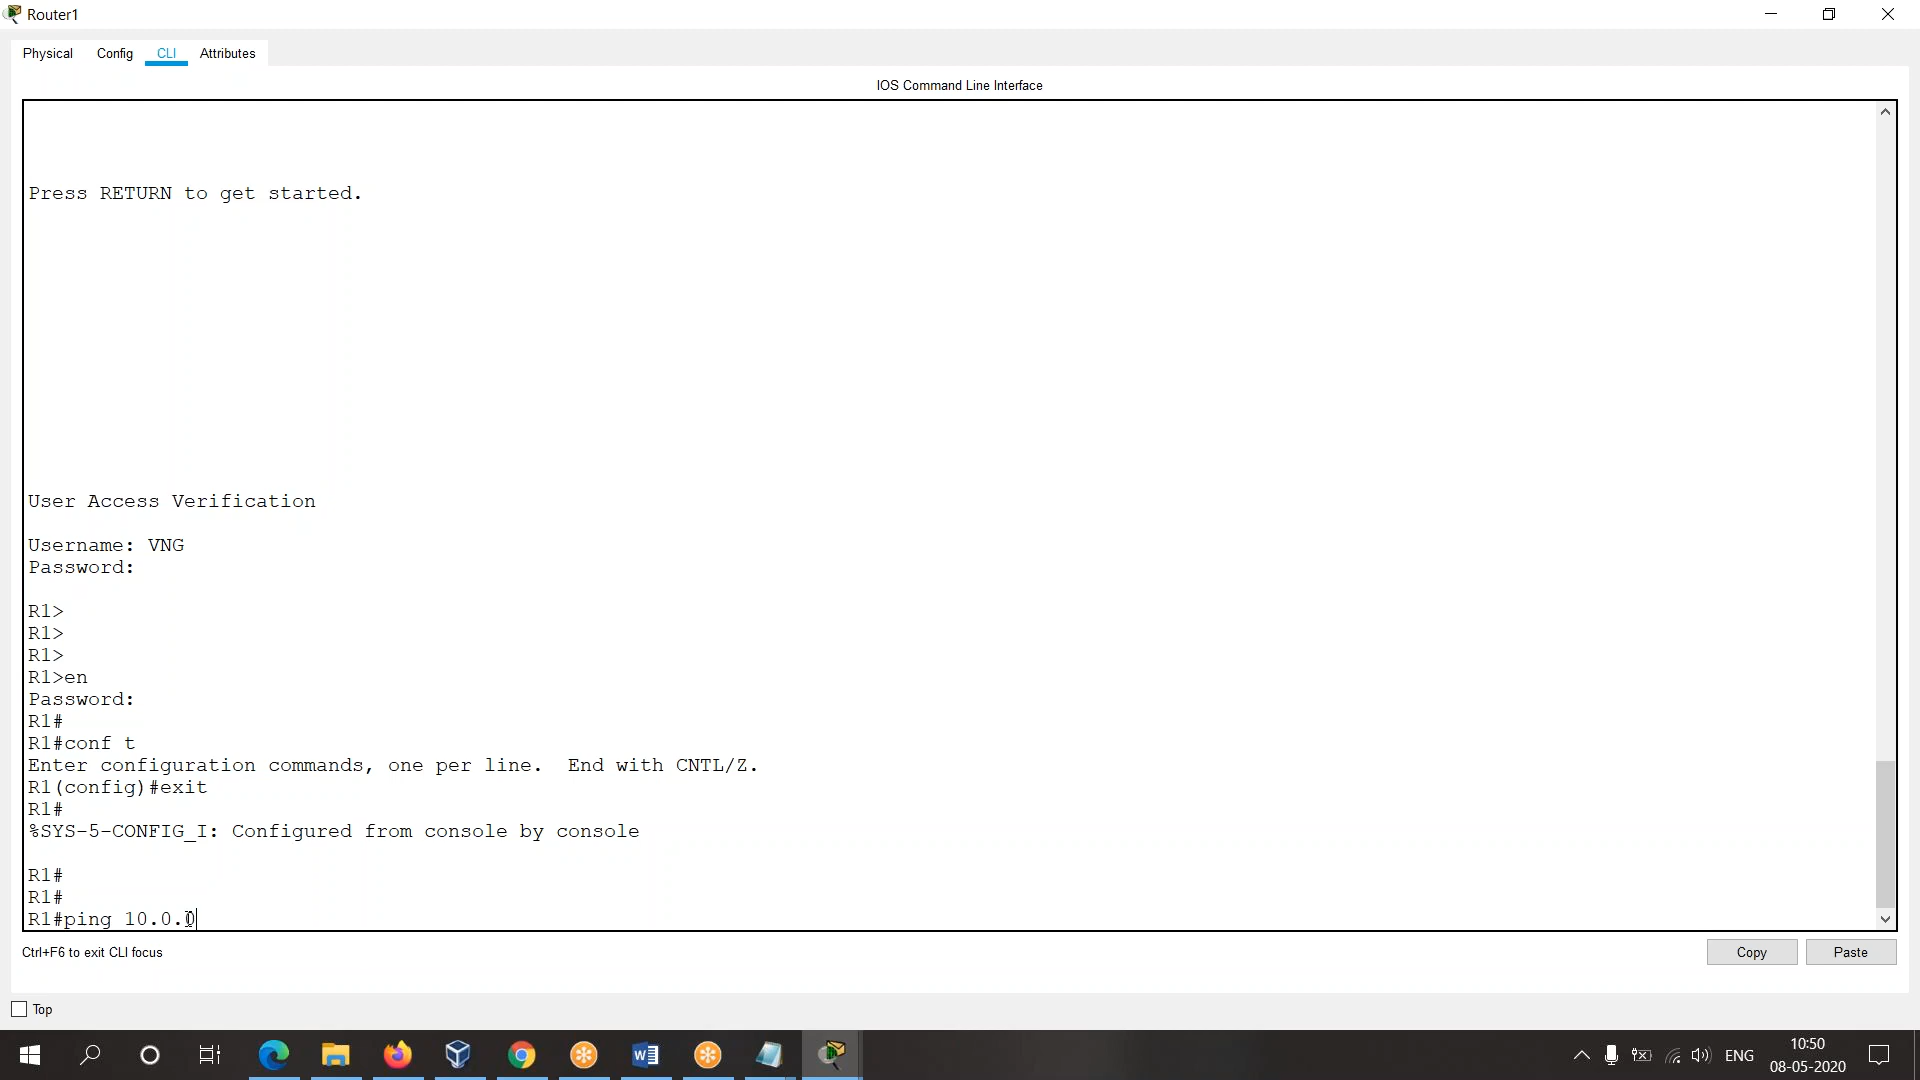 Router1
Physical Config CLI Attributes
IOS Command Line Interface
Press RETURN to get started.
User Access Verification
Username: VNG
Password:
R1>
R1>
R1>
R1>en
Password:
R1#
R1#conf t
Enter configuration commands, one per line.  End with CNTL/Z.
R1(config)#exit
R1#
%SYS-5-CONFIG_I: Configured from console by console
R1#
R1#
R1#ping 10.0.0
Ctrl+F6 to exit CLI focus
Copy Paste
Top
ENG
10:50
08-05-2020